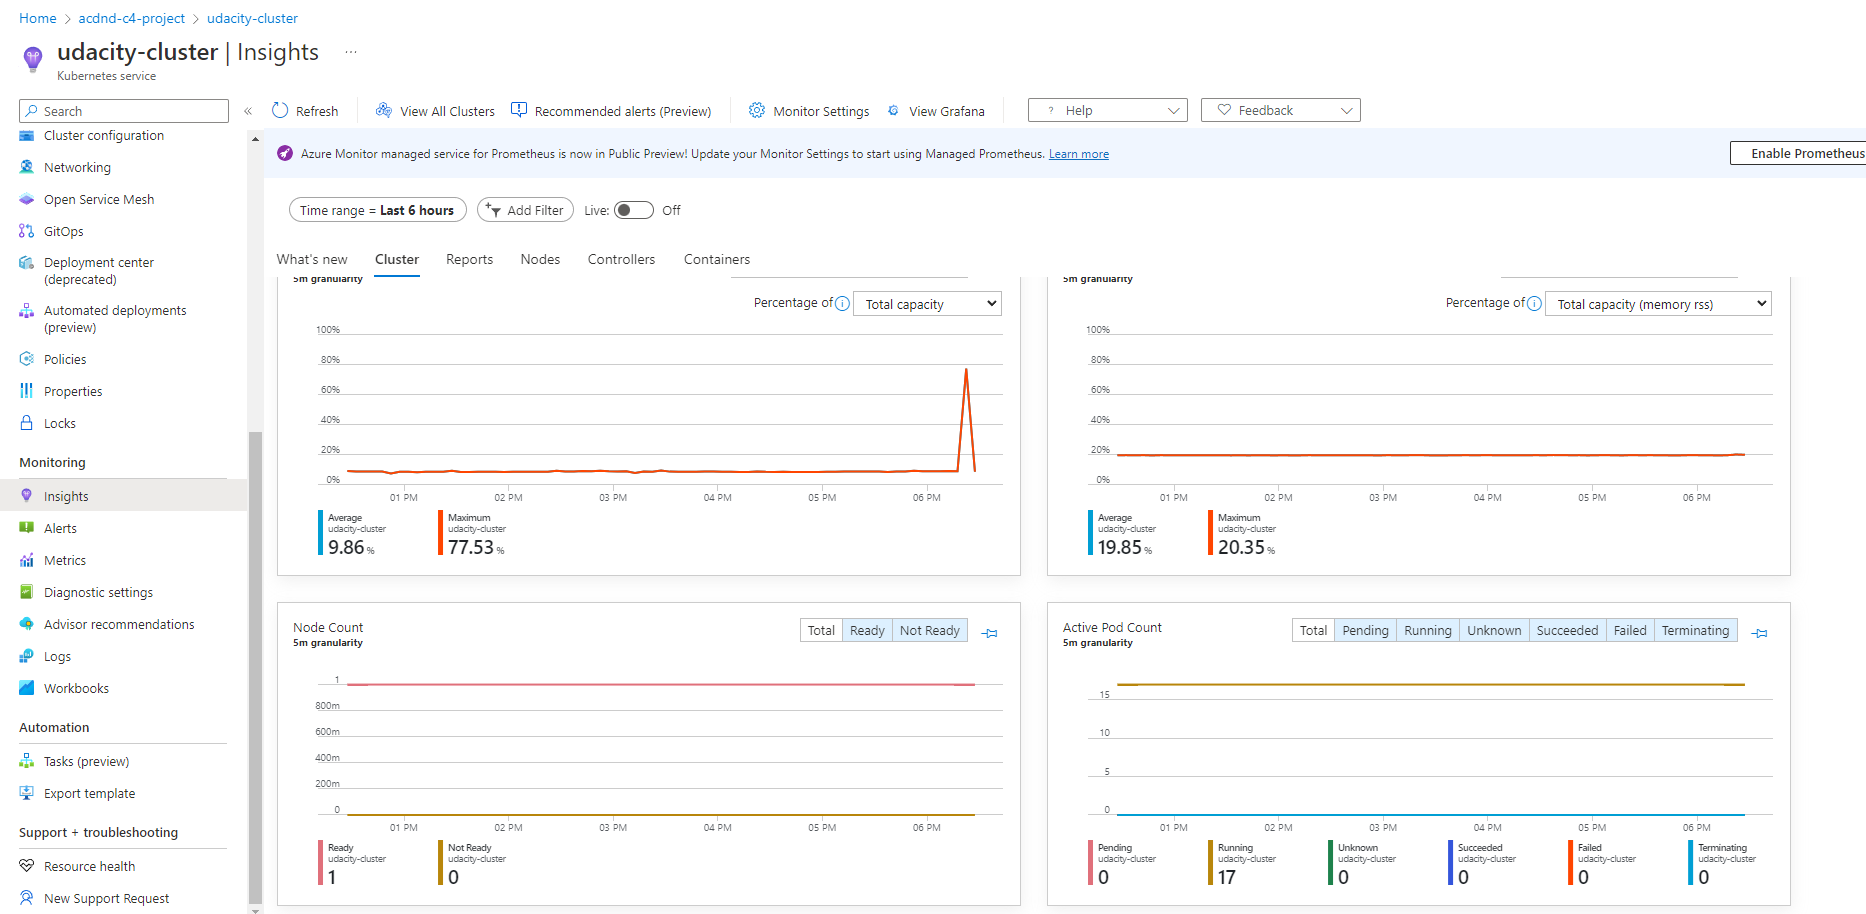 Home > acdnd-c4-project > udacity-cluster
udacity-cluster | Insights ...
Kubernetes service
Search
«
Refresh
View All Clusters
Recommended alerts (Preview)
Monitor Settings
View Grafana
? Help
Feedback
Cluster configuration
Networking
Open Service Mesh
GitOps
Deployment center
(deprecated)
Automated deployments
(preview)
Policies
Properties
Locks
Monitoring
Insights
Alerts
Metrics
Diagnostic settings
Advisor recommendations
Logs
Workbooks
Automation
Tasks (preview)
Export template
Support + troubleshooting
Resource health
New Support Request
Azure Monitor managed service for Prometheus is now in Public Preview! Update your Monitor Settings to start using Managed Prometheus. Learn more
Enable Prometheus
Time range = Last 6 hours
Add Filter
Live: Off
What's new
Cluster
Reports
Nodes
Controllers
Containers
5m granularity
Percentage of i Total capacity
100%
80%
60%
40%
20%
0%
01 PM 02 PM 03 PM 04 PM 05 PM 06 PM
Average
udacity-cluster
9.86 %
Maximum
udacity-cluster
77.53 %
5m granularity
Percentage of i Total capacity (memory rss)
100%
80%
60%
40%
20%
0%
01 PM 02 PM 03 PM 04 PM 05 PM 06 PM
Average
udacity-cluster
19.85 %
Maximum
udacity-cluster
20.35 %
Node Count
5m granularity
Total Ready Not Ready
1
800m
600m
400m
200m
0
01 PM 02 PM 03 PM 04 PM 05 PM 06 PM
Ready
udacity-cluster
1
Not Ready
udacity-cluster
0
Active Pod Count
5m granularity
Total Pending Running Unknown Succeeded Failed Terminating
15
10
5
0
01 PM 02 PM 03 PM 04 PM 05 PM 06 PM
Pending
udacity-cluster
0
Running
udacity-cluster
17
Unknown
udacity-cluster
0
Succeeded
udacity-cluster
0
Failed
udacity-cluster
0
Terminating
udacity-cluster
0